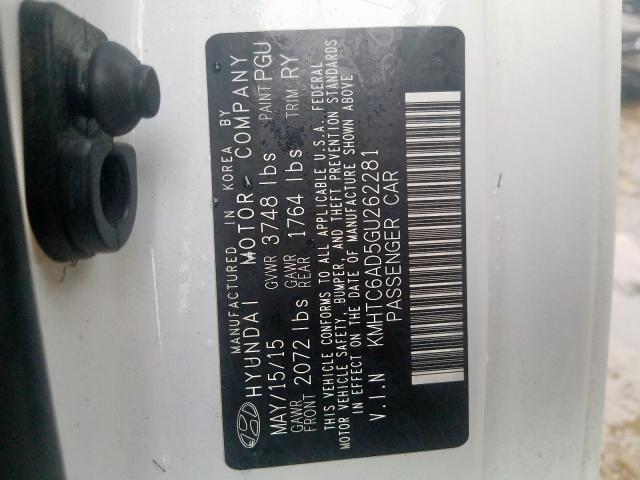 MANUFACTURED IN KOREA BY
HYUNDAI MOTOR COMPANY
MAY/15/15 GVWR 3748 lbs PAINT PGU
GAWR FRONT 2072 lbs GAWR REAR 1764 lbs TRIM RY
THIS VEHICLE CONFORMS TO ALL APPLICABLE U.S.A. FEDERAL
MOTOR VEHICLE SAFETY, BUMPER, AND THEFT PREVENTION STANDARDS
IN EFFECT ON THE DATE OF MANUFACTURE SHOWN ABOVE
V.I.N KMHTC6AD5GU262281
PASSENGER CAR